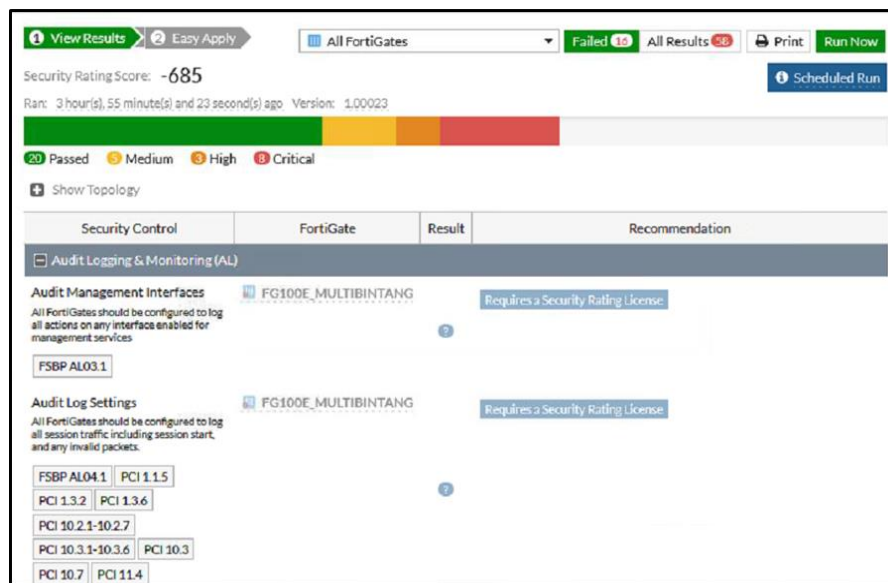 1 View Results 2 Easy Apply All FortiGates Failed 16 All Results 58 Print Run Now
Security Rating Score: -685 Scheduled Run
Ran: 3 hour(s), 55 minute(s) and 23 second(s) ago Version: 1.00023
20 Passed 5 Medium 3 High 8 Critical
Show Topology
Security Control FortiGate Result Recommendation
Audit Logging & Monitoring (AL)
Audit Management Interfaces FG100E_MULTIBINTANG Requires a Security Rating License
All FortiGates should be configured to log
all actions on any interface enabled for
management services
FSBP AL03.1
Audit Log Settings FG100E_MULTIBINTANG Requires a Security Rating License
All FortiGates should be configured to log
all session traffic including session start,
and any invalid packets.
FSBP AL04.1 PCI 1.1.5
PCI 1.3.2 PCI 1.3.6
PCI 10.2.1-10.2.7
PCI 10.3.1-10.3.6 PCI 10.3
PCI 10.7 PCI 11.4